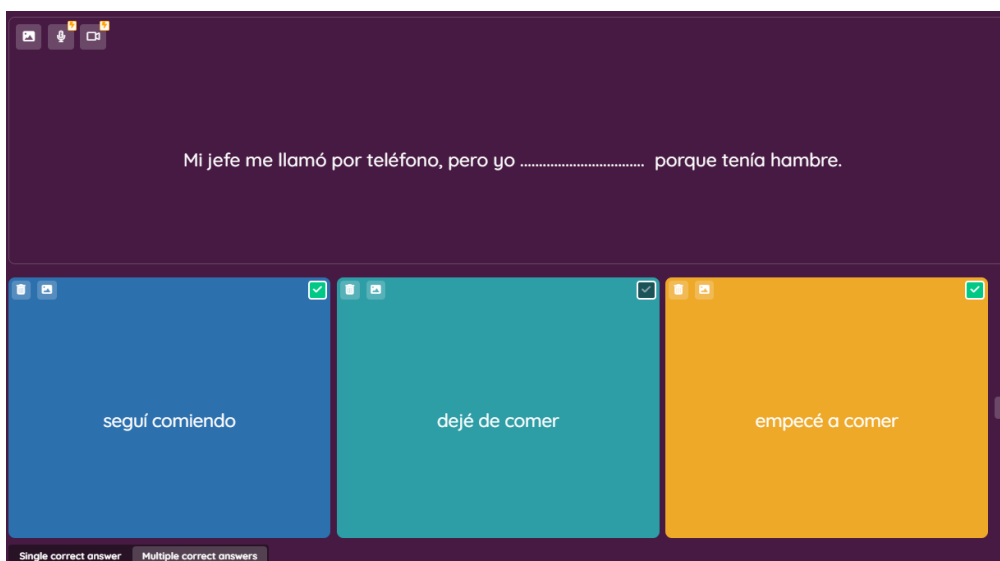 Mi jefe me llamó por teléfono, pero yo ................................. porque tenía hambre.
seguí comiendo
dejé de comer
empecé a comer
Single correct answer
Multiple correct answers